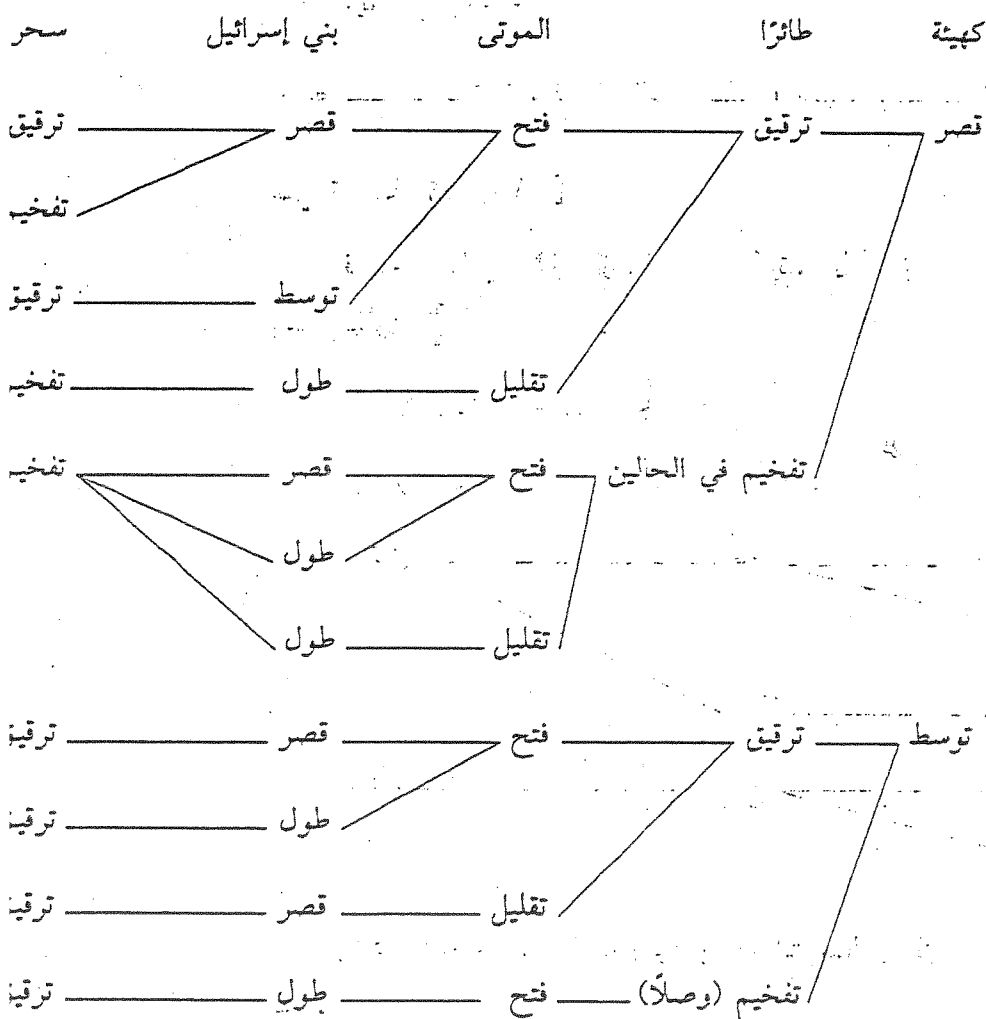 كهيئة طائرًا الموتى بني إسرائيل سحر
قصر ترقيق فتح قصر ترقيق
تفخيم
توسط ترقيق
تقليل طول تفخيم
تفخيم في الحالين فتح قصر تفخيم
طول
تقليل طول
توسط ترقيق فتح قصر ترقيق
طول ترقيق
تقليل قصر ترقيق
تفخيم (وصلًا) فتح طول ترقيق